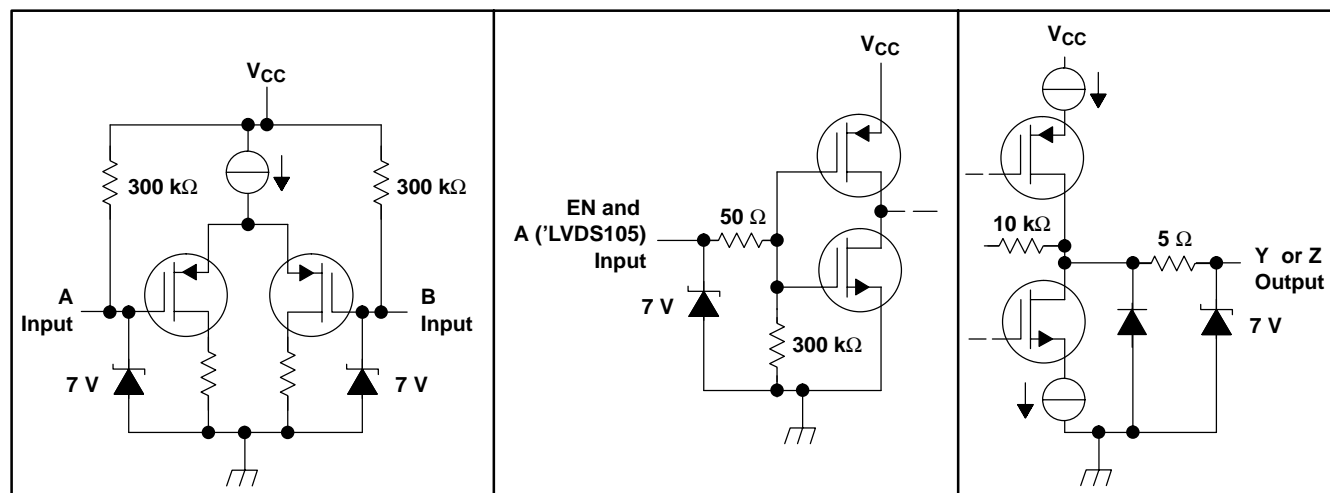 VCC
300 kΩ
300 kΩ
A
Input
B
Input
7 V
7 V
VCC
EN and
A ('LVDS105)
Input
50 Ω
7 V
300 kΩ
VCC
10 kΩ
5 Ω
Y or Z
Output
7 V